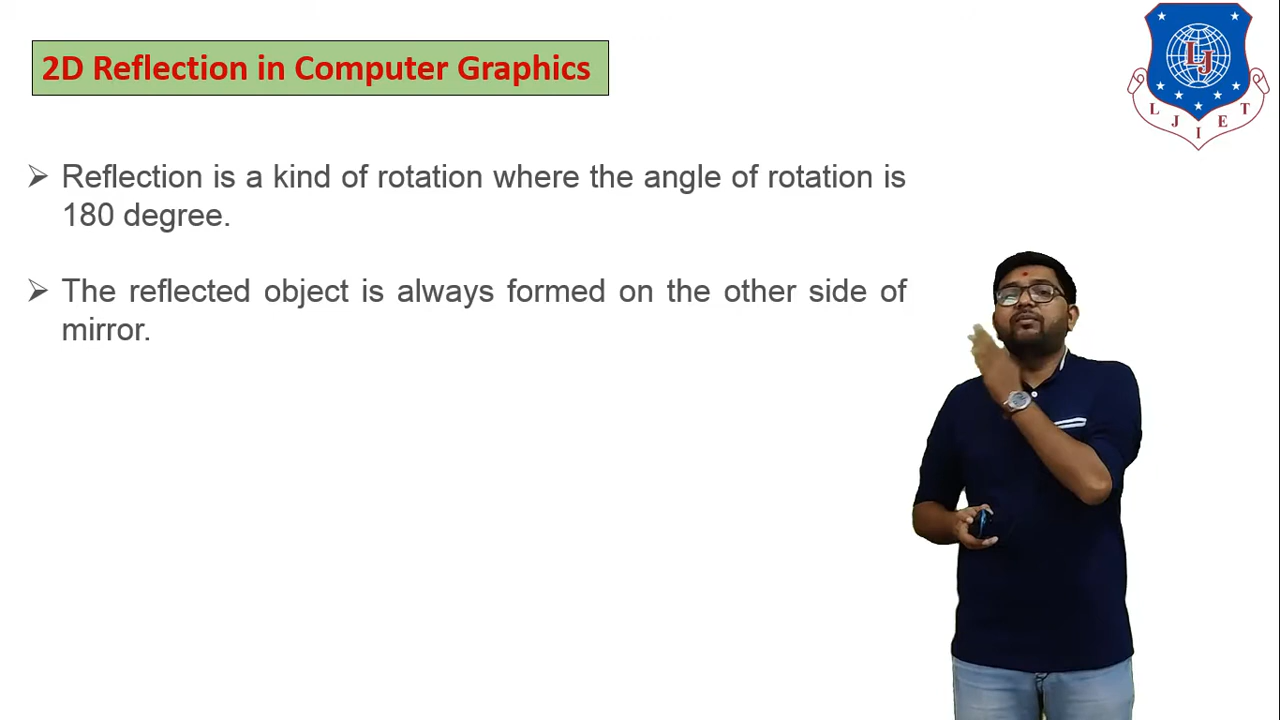 2D Reflection in Computer Graphics
LJ
L J I E T
➢ Reflection is a kind of rotation where the angle of rotation is
180 degree.
➢ The reflected object is always formed on the other side of
mirror.